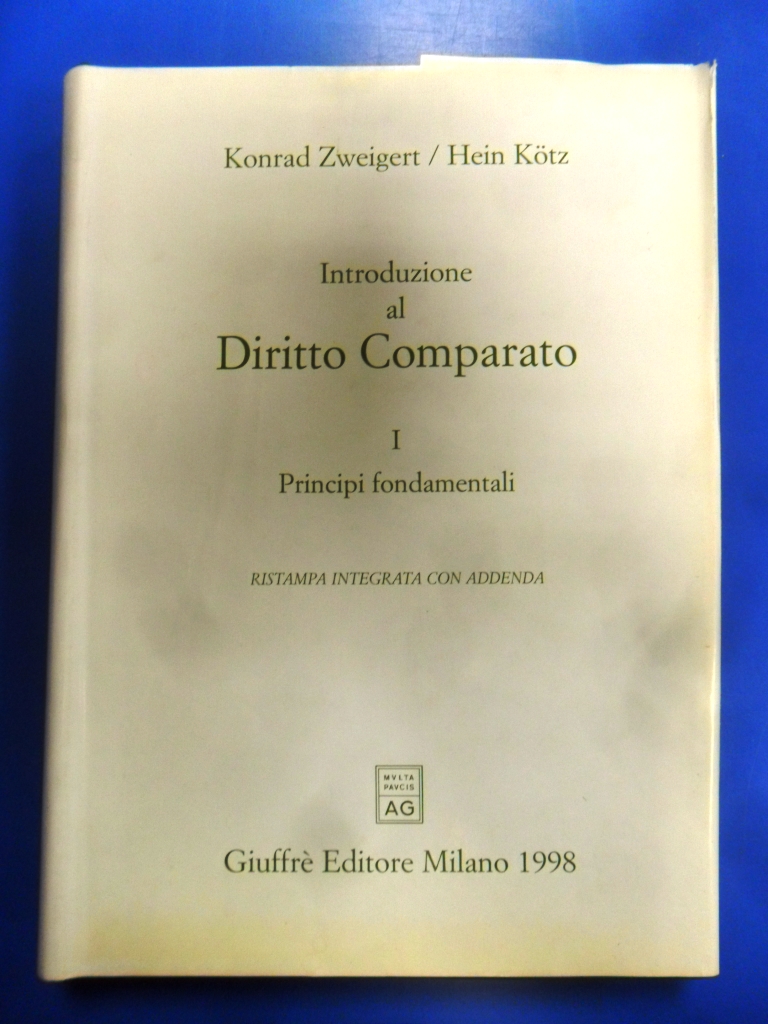 Konrad Zweigert / Hein Kötz
Introduzione
al
Diritto Comparato
I
Principi fondamentali
RISTAMPA INTEGRATA CON ADDENDA
MVLTA
PAVCIS
AG
Giuffrè Editore Milano 1998